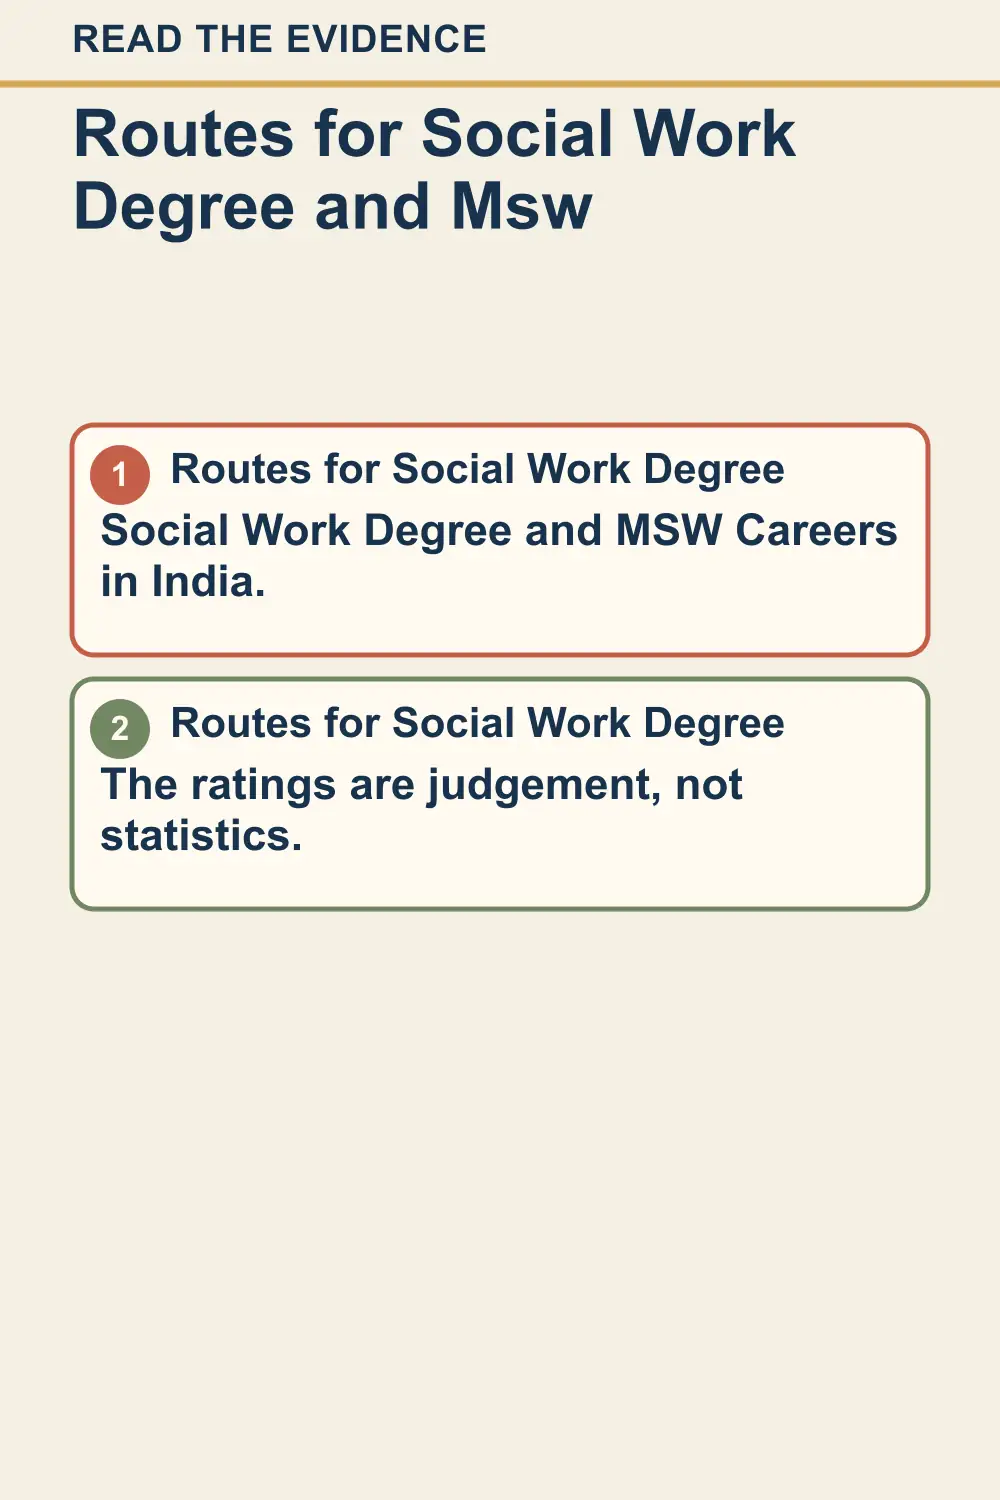 READ THE EVIDENCE
Routes for Social Work
Degree and Msw
1 Routes for Social Work Degree
Social Work Degree and MSW Careers
in India.
2 Routes for Social Work Degree
The ratings are judgement, not
statistics.